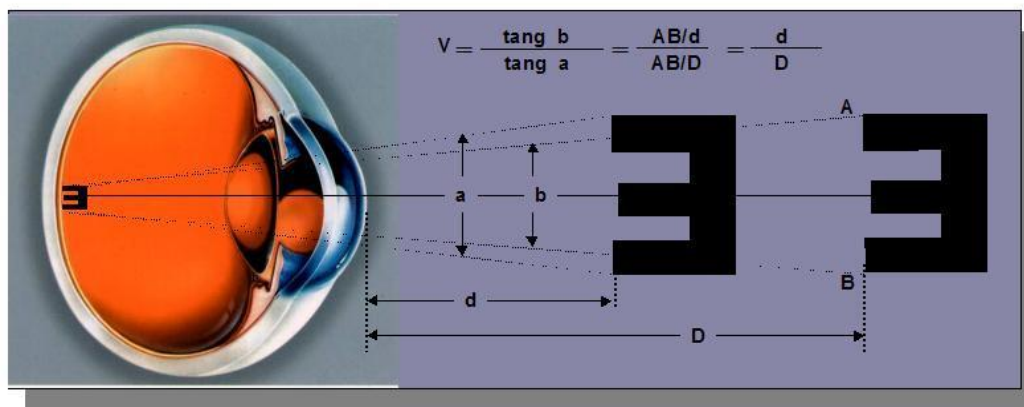 V = tang b / tang a = AB/d / AB/D = d / D
A
a
b
B
d
D